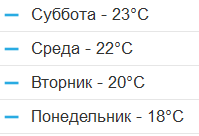 Суббота - 23°C
Среда - 22°C
Вторник - 20°C
Понедельник - 18°C